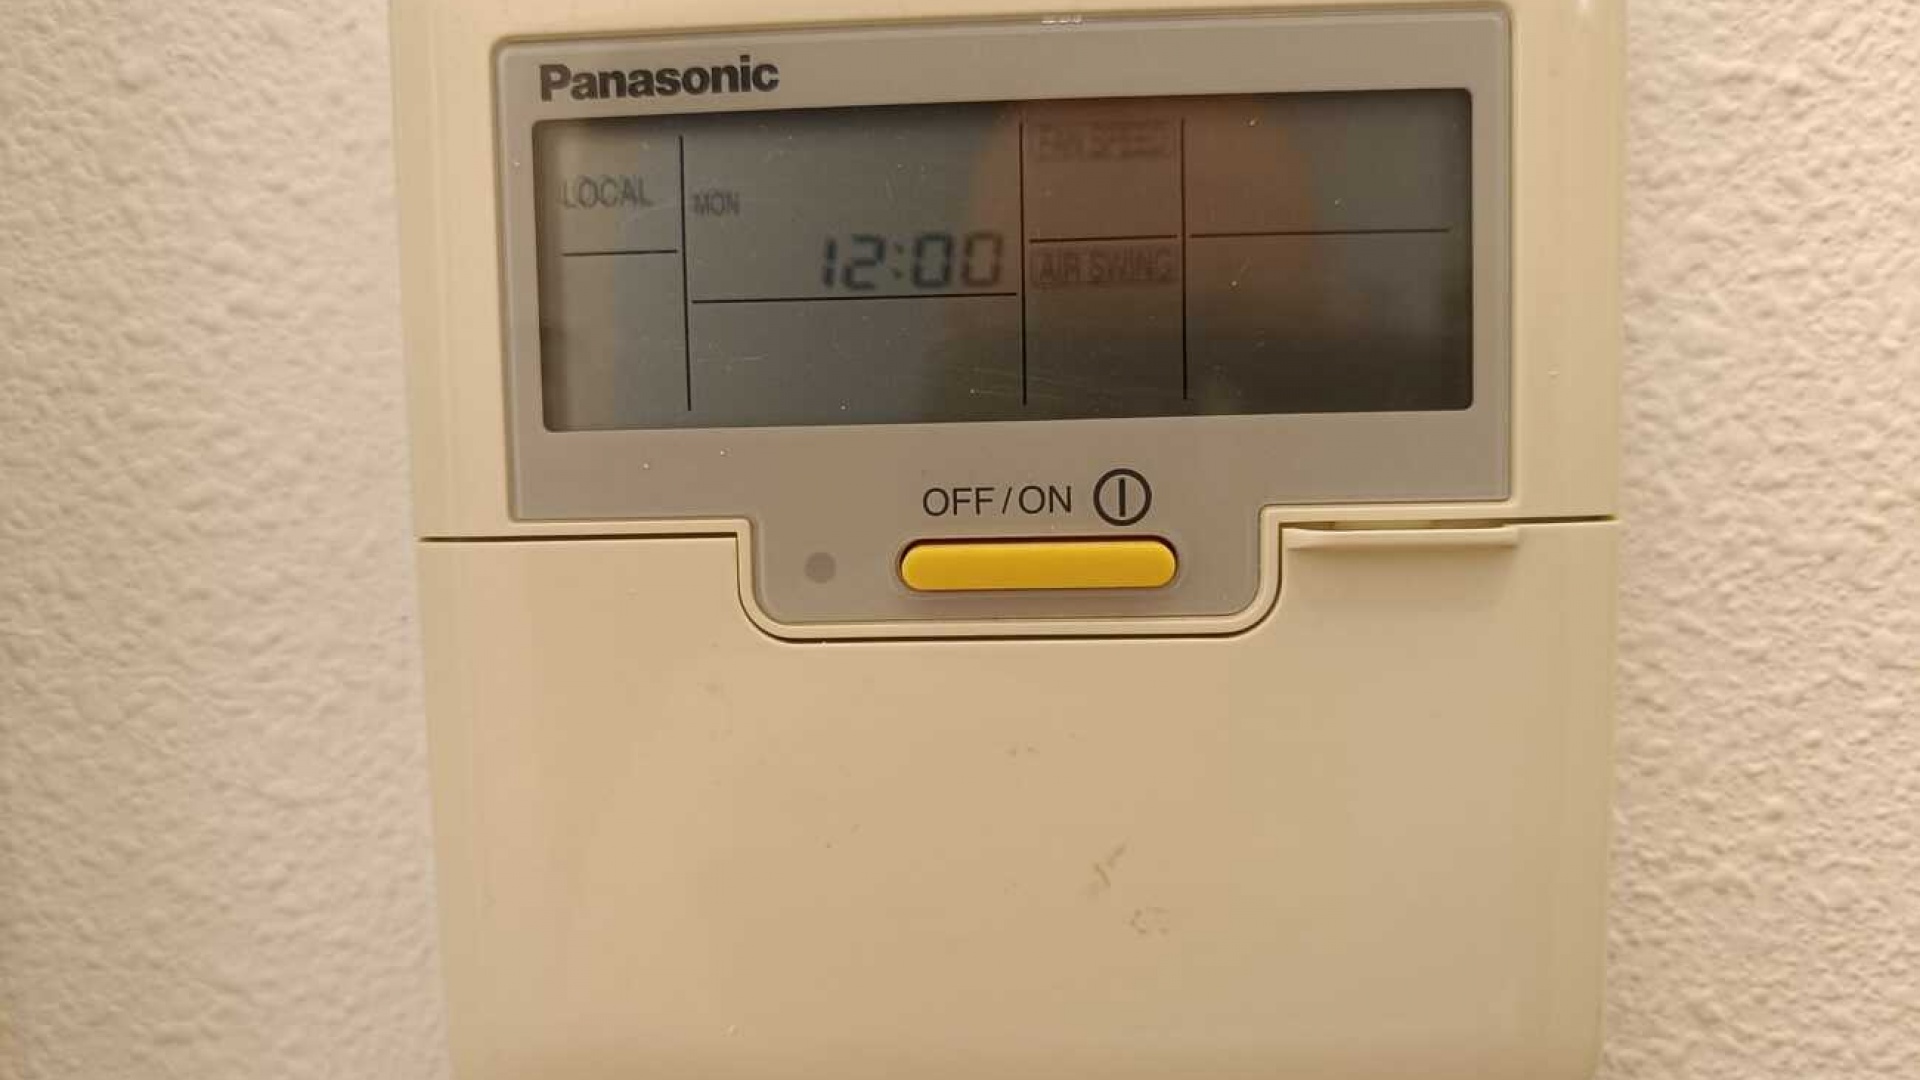 Panasonic
LOCAL
MON
12:00
FAN SPEED
AIR SWING
OFF/ON